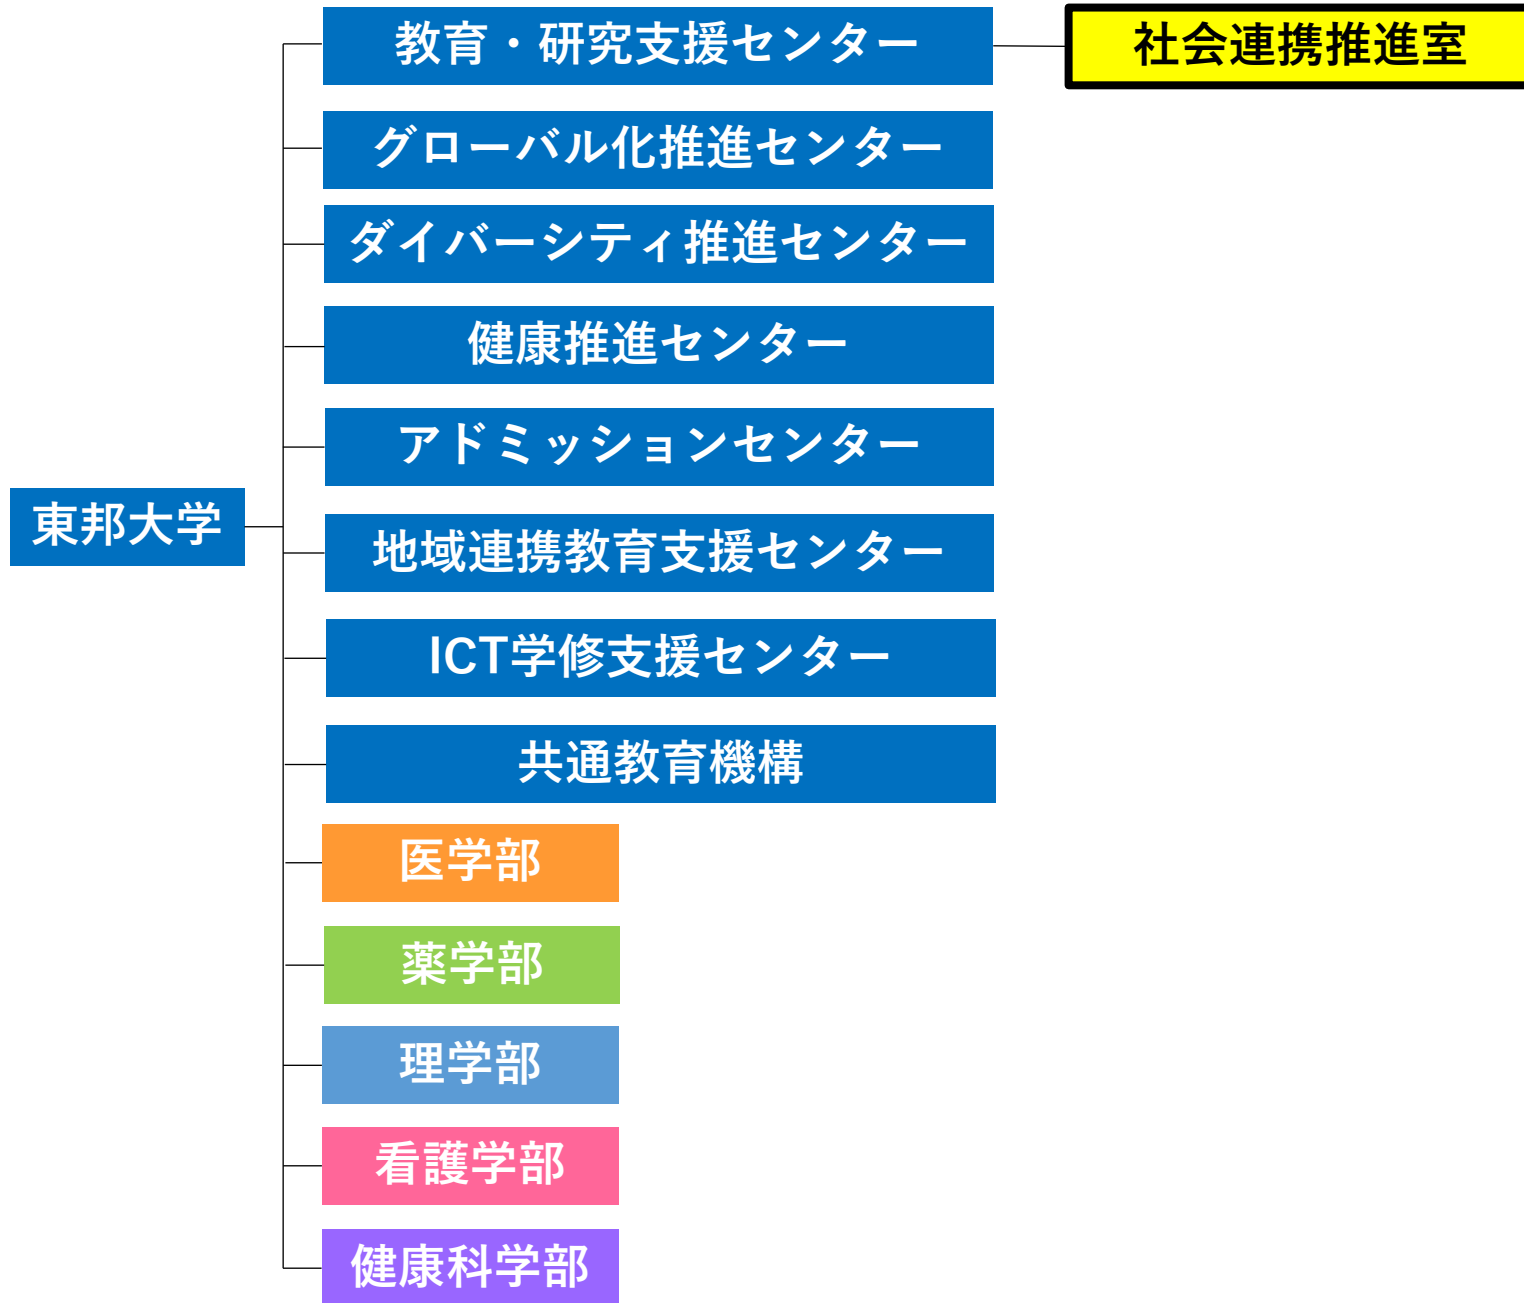 教育・研究支援センター
社会連携推進室
グローバル化推進センター
ダイバーシティ推進センター
健康推進センター
アドミッションセンター
東邦大学
地域連携教育支援センター
ICT学修支援センター
共通教育機構
医学部
薬学部
理学部
看護学部
健康科学部